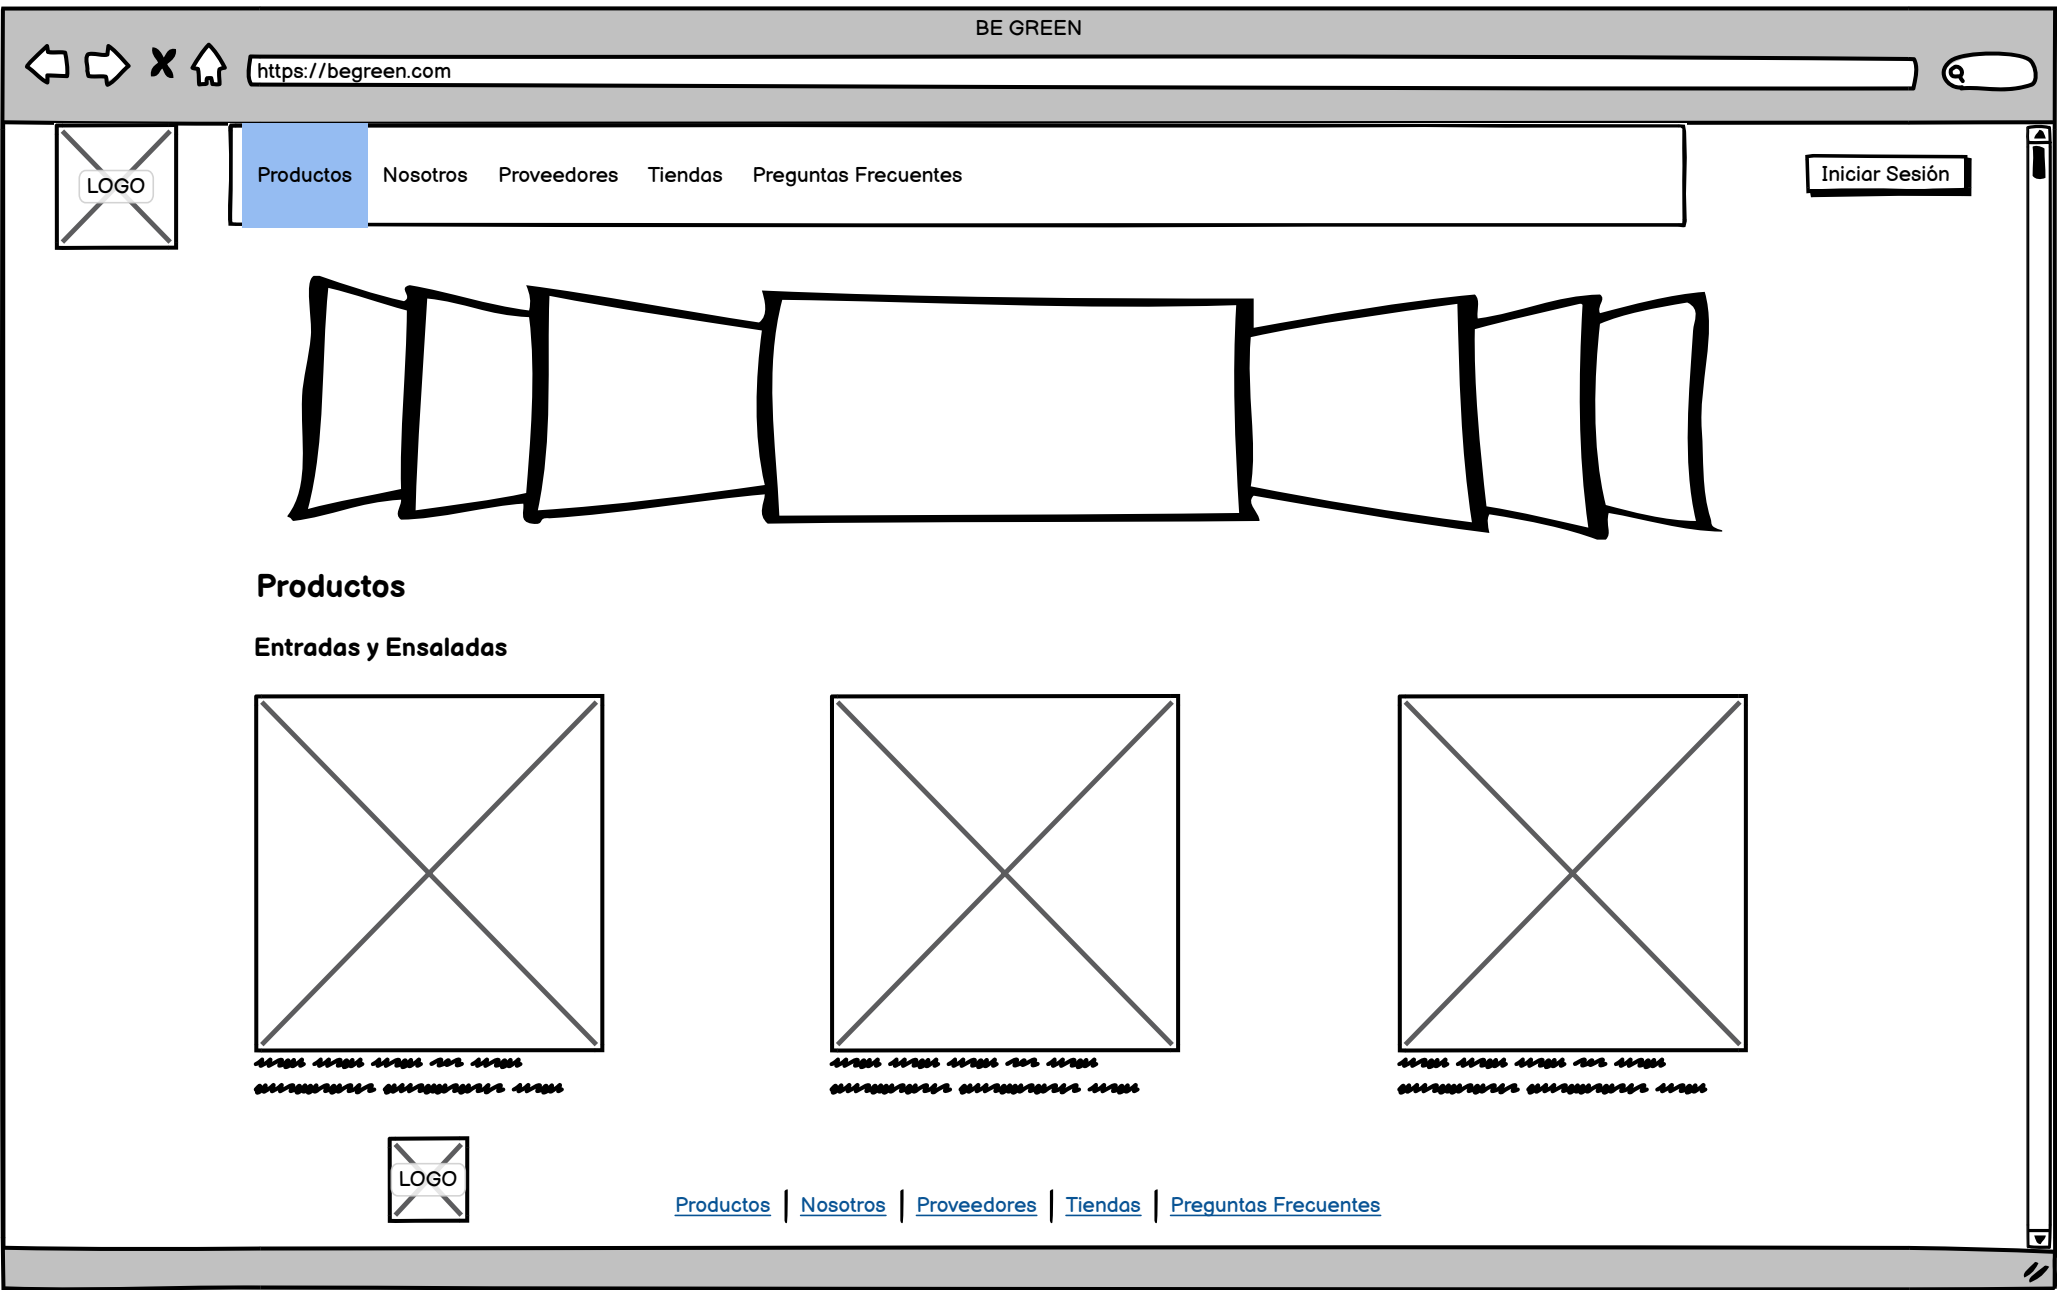 BE GREEN
https://begreen.com
LOGO
Productos Nosotros Proveedores Tiendas Preguntas Frecuentes
Iniciar Sesión
Productos
Entradas y Ensaladas
LOGO
Productos Nosotros Proveedores Tiendas Preguntas Frecuentes